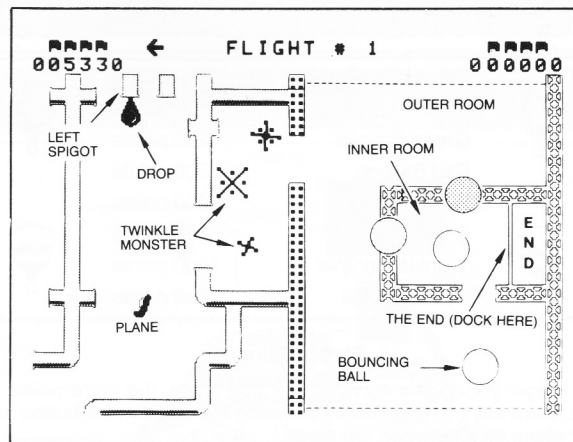 FLIGHT # 1
005330
000000
OUTER ROOM
LEFT
SPIGOT
DROP
INNER ROOM
TWINKLE
MONSTER
E
N
D
PLANE
THE END (DOCK HERE)
BOUNCING
BALL